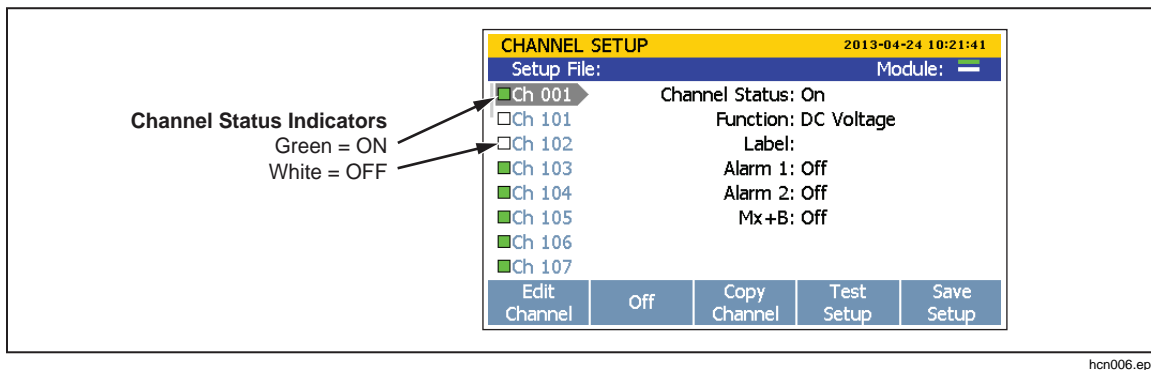 CHANNEL SETUP 2013-04-24 10:21:41
Setup File: Module:
Channel Status Indicators
Green = ON
White = OFF
Ch 001
Ch 101
Ch 102
Ch 103
Ch 104
Ch 105
Ch 106
Ch 107
Channel Status: On
Function: DC Voltage
Label:
Alarm 1: Off
Alarm 2: Off
Mx+B: Off
Edit Channel
Off
Copy Channel
Test Setup
Save Setup
hcn006.ep